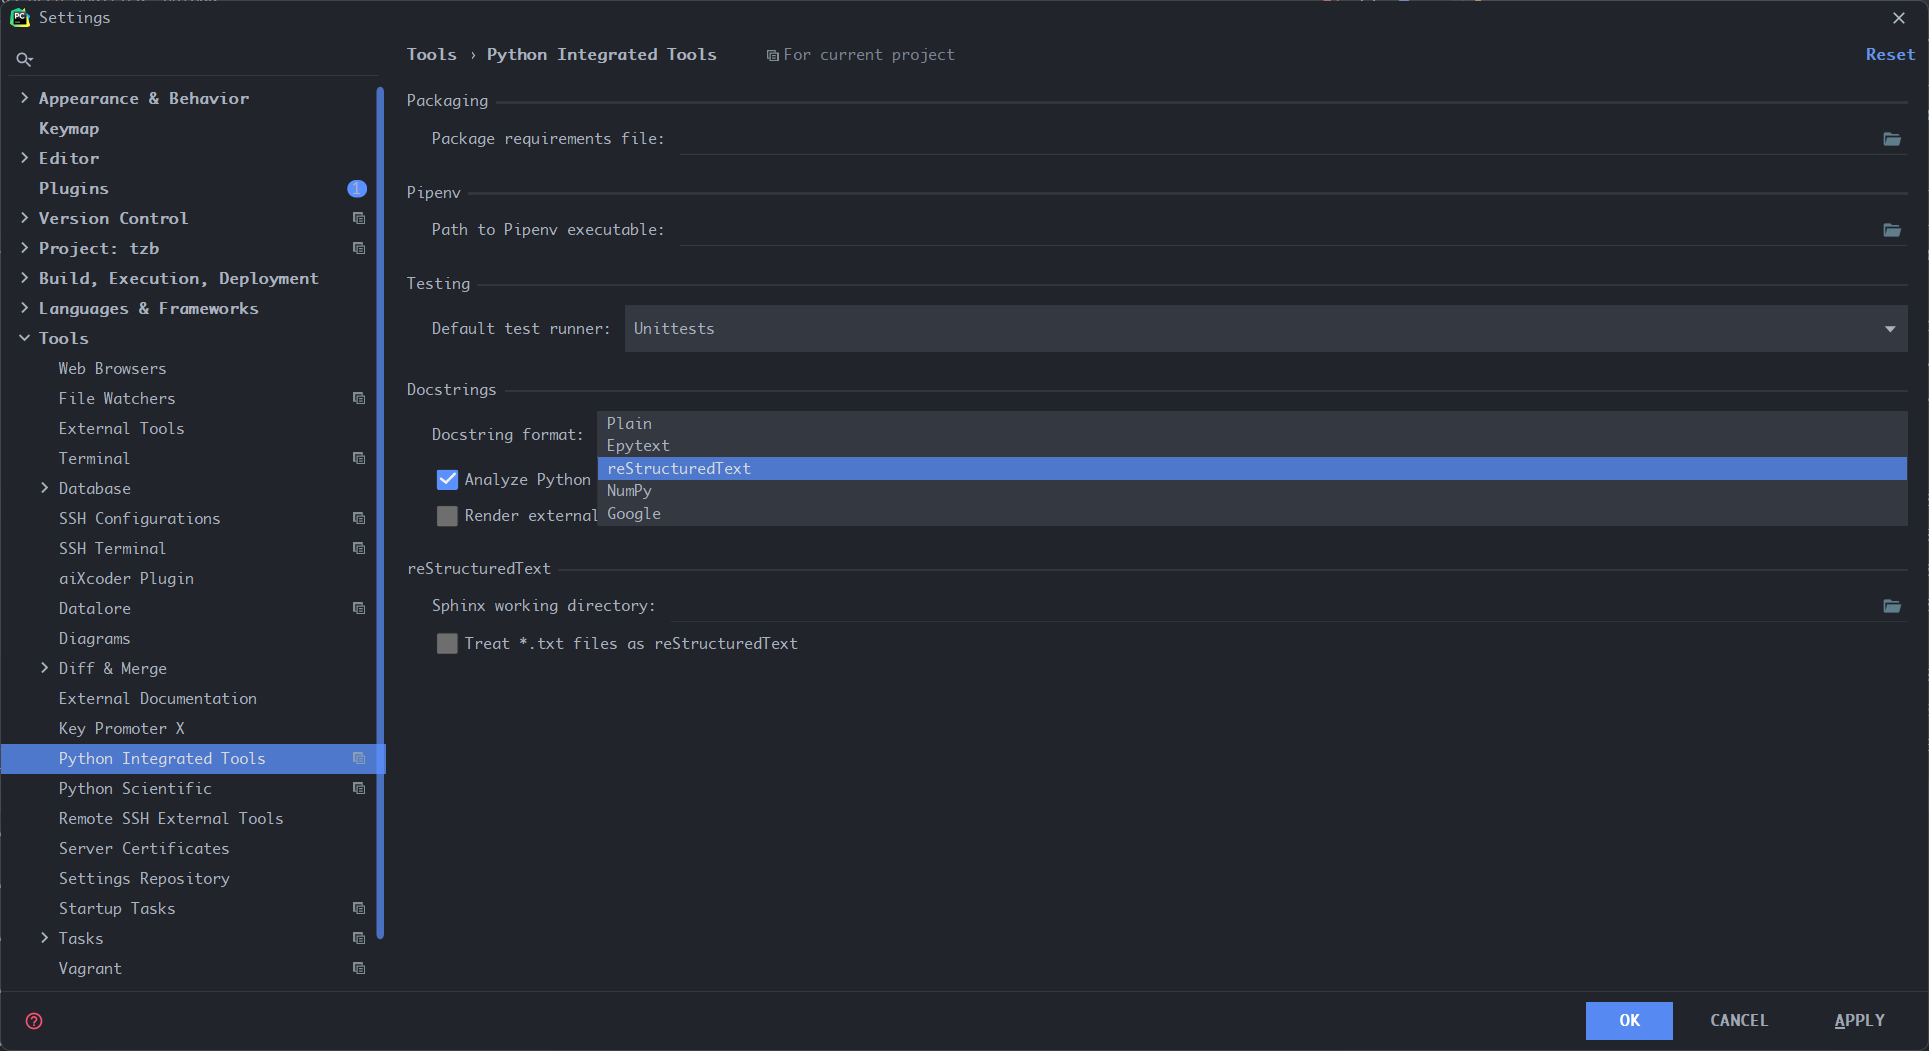 Settings
Appearance & Behavior
Keymap
Editor
Plugins
1
Version Control
Project: tzb
Build, Execution, Deployment
Languages & Frameworks
Tools
Web Browsers
File Watchers
External Tools
Terminal
Database
SSH Configurations
SSH Terminal
aiXcoder Plugin
Datalore
Diagrams
Diff & Merge
External Documentation
Key Promoter X
Python Integrated Tools
Python Scientific
Remote SSH External Tools
Server Certificates
Settings Repository
Startup Tasks
Tasks
Vagrant
Tools › Python Integrated Tools
For current project
Reset
Packaging
Package requirements file:
Pipenv
Path to Pipenv executable:
Testing
Default test runner: Unittests
Docstrings
Docstring format:
Plain
Epytext
reStructuredText
NumPy
Google
Analyze Python
Render external
reStructuredText
Sphinx working directory:
Treat *.txt files as reStructuredText
OK
CANCEL
APPLY